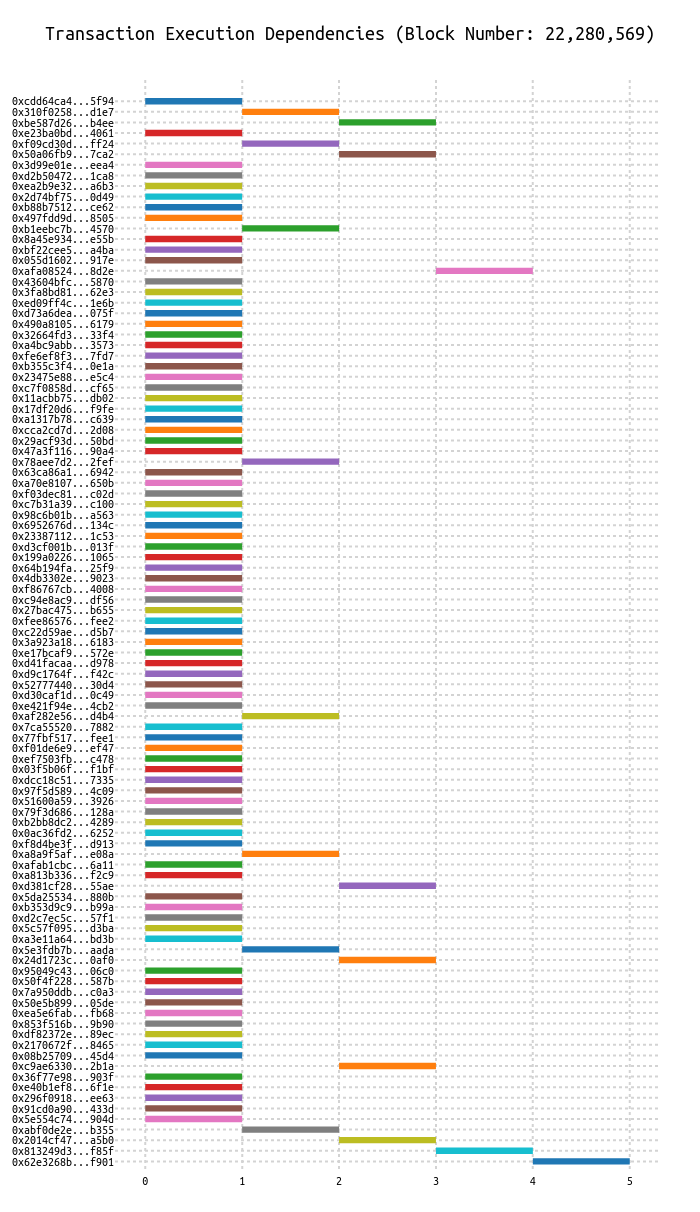 Transaction Execution Dependencies (Block Number: 22,280,569)
0xcdd64ca4...5f94
0x310f0258...d1e7
0xbe587d26...b4ee
0xe23ba0bd...4061
0xf09cd30d...ff24
0x50a06fb9...7ca2
0x3d99e01e...eea4
0xd2b50472...1ca8
0xea2b9e32...a6b3
0x2d74bf75...0d49
0xb88b7512...ce62
0x497fdd9d...8505
0xb1eebc7b...4570
0x8a45e934...e55b
0xbf22cee5...a4ba
0x055d1602...917e
0xafa08524...8d2e
0x43604bfc...5870
0x3fa8bd81...62e3
0xed09ff4c...1e6b
0xd73a6dea...075f
0x490a8105...6179
0x32664fd3...33f4
0xa4bc9abb...3573
0xfe6ef8f3...7fd7
0xb355c3f4...0e1a
0x23475e88...e5c4
0xc7f0858d...cf65
0x11acbb75...db02
0x17df20d6...f9fe
0xa1317b78...c639
0xcca2cd7d...2d08
0x29acf93d...50bd
0x47a3f116...90a4
0x78aee7d2...2fef
0x63ca86a1...6942
0xa70e8107...650b
0xf03dec81...c02d
0xc7b31a39...c100
0x98c6b01b...a563
0x6952676d...134c
0x23387112...1c53
0xd3cf001b...013f
0x199a0226...1065
0x64b194fa...25f9
0x4db3302e...9023
0xf86767cb...4008
0xc94e8ac9...df56
0x27bac475...b655
0xfee86576...fee2
0xc22d59ae...d5b7
0x3a923a18...6183
0xe17bcaf9...572e
0xd41facaa...d978
0xd9c1764f...f42c
0x52777440...30d4
0xd30caf1d...0c49
0xe421f94e...4cb2
0xaf282e56...d4b4
0x7ca55520...7882
0x77fbf517...fee1
0xf01de6e9...ef47
0xef7503fb...c478
0x03f5b06f...f1bf
0xdcc18c51...7335
0x97f5d589...4c09
0x51600a59...3926
0x79f3d686...128a
0xb2bb8dc2...4289
0x0ac36fd2...6252
0xf8d4be3f...d913
0xa8a9f5af...e08a
0xafab1cbc...6a11
0xa813b336...f2c9
0xd381cf28...55ae
0x5da25534...880b
0xb353d9c9...b99a
0xd2c7ec5c...57f1
0x5c57f095...d3ba
0xa3e11a64...bd3b
0x5e3fdb7b...aada
0x24d1723c...0af0
0x95049c43...06c0
0x50f4f228...587b
0x7a950ddb...c0a3
0x50e5b899...05de
0xea5e6fab...fb68
0x853f516b...9b90
0xdf82372e...89ec
0x2170672f...8465
0x08b25709...45d4
0xc9ae6330...2b1a
0x36f77e98...903f
0xe40b1ef8...6f1e
0x296f0918...ee63
0x91cd0a90...433d
0x5e554c74...904d
0xabf0de2e...b355
0x2014cf47...a5b0
0x813249d3...f85f
0x62e3268b...f901
0 1 2 3 4 5